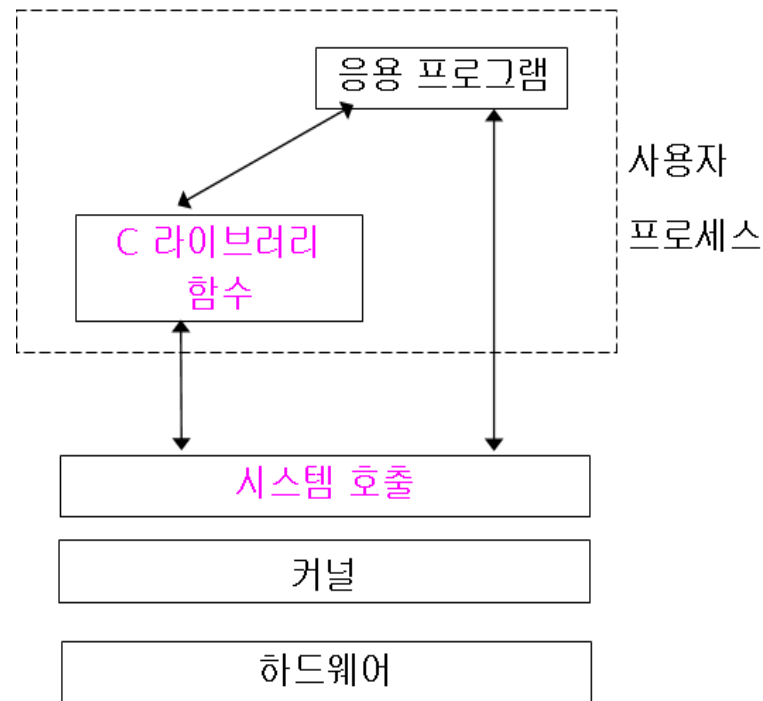 응용 프로그램
사용자
프로세스
C 라이브러리
함수
시스템 호출
커널
하드웨어